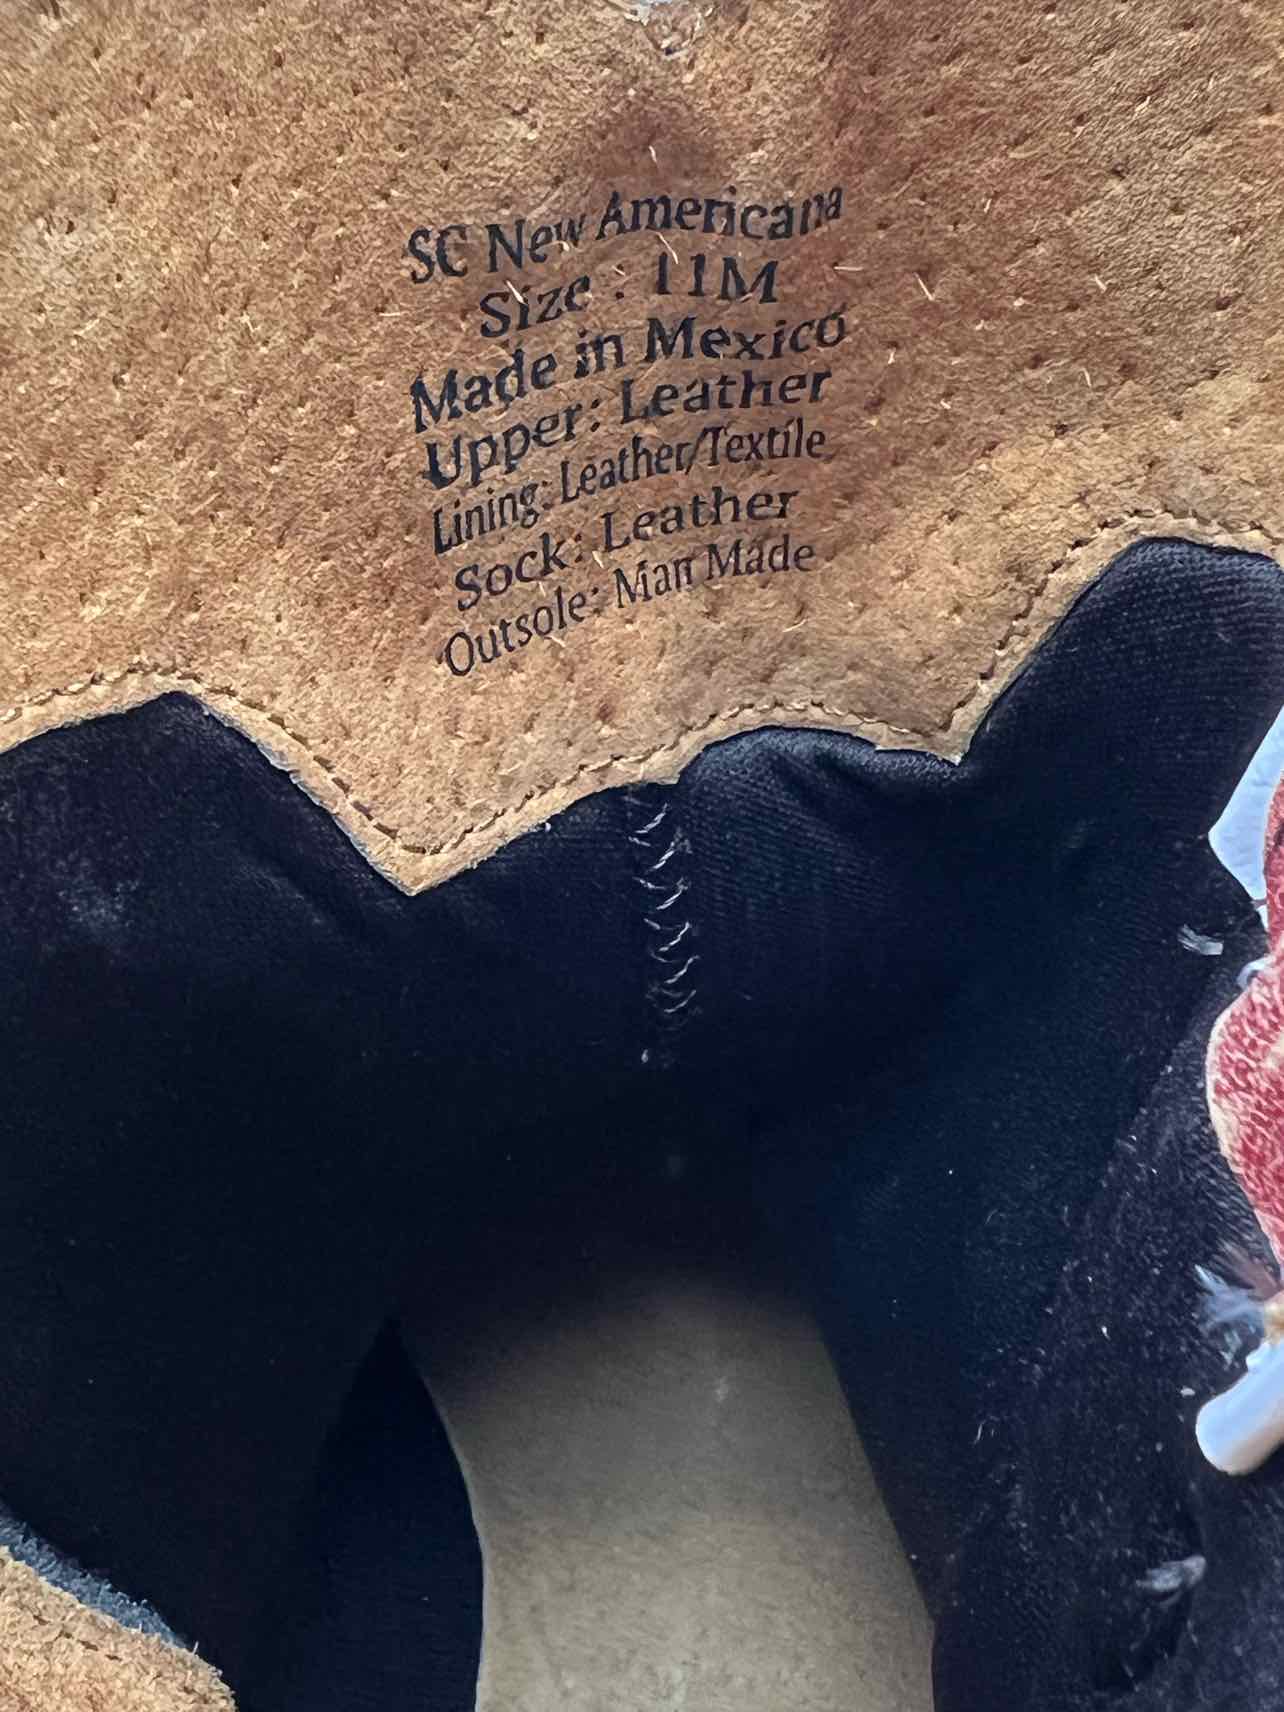 SC New Americana
Size : 11M
Made in Mexico
Upper: Leather
Lining: Leather/Textile
Sock: Leather
Outsole: Man Made